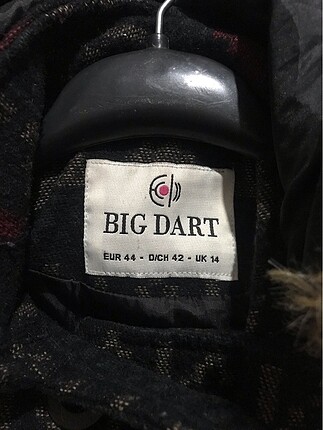 BIG DART
EUR 44 - D/CH 42 - UK 14